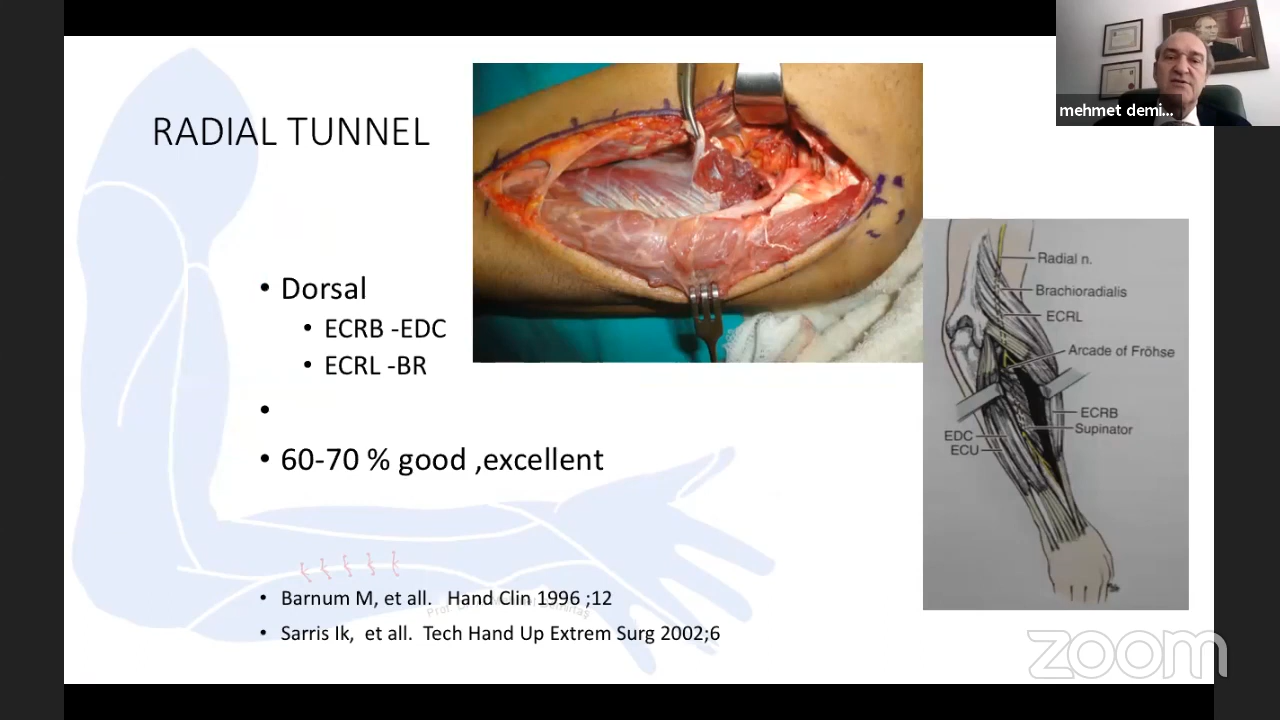 mehmet demi...
RADIAL TUNNEL
• Dorsal
• ECRB -EDC
• ECRL -BR
•
• 60-70 % good ,excellent
• Barnum M, et all. Hand Clin 1996 ;12
• Sarris Ik, et all. Tech Hand Up Extrem Surg 2002;6
Radial n.
Brachioradialis
ECRL
Arcade of Fröhse
ECRB
Supinator
EDC
ECU
zoom